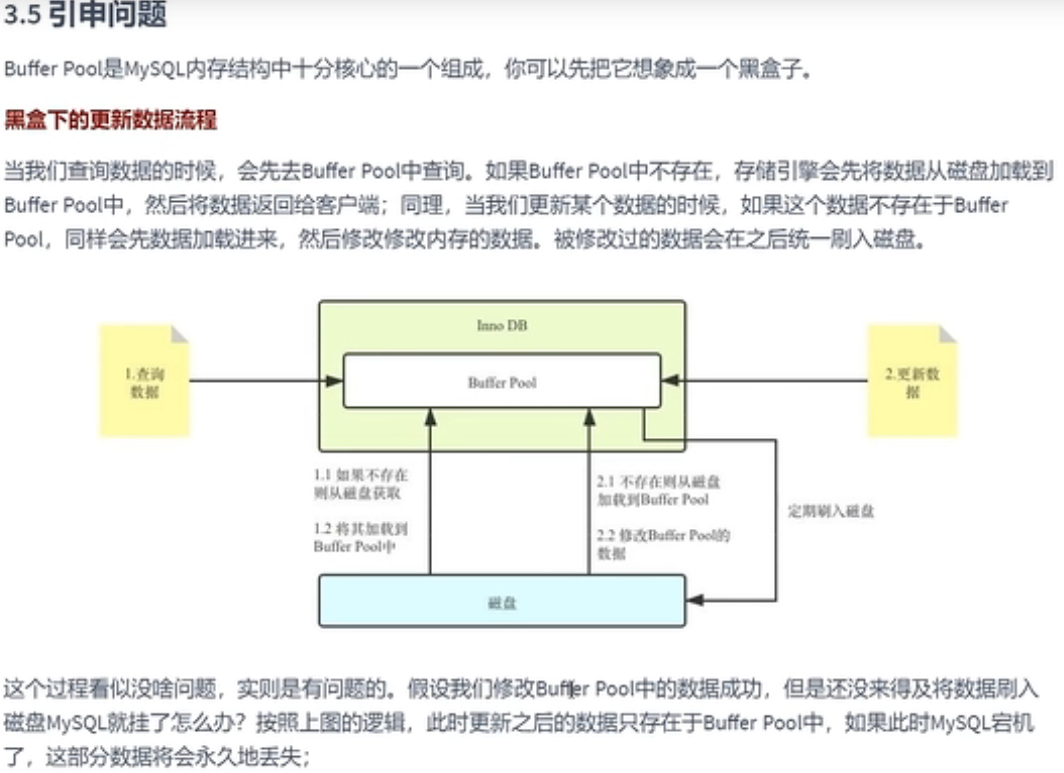 3.5 引申问题
Buffer Pool是MySQL内存结构中十分核心的一个组成，你可以先把它想象成一个黑盒子。
黑盒下的更新数据流程
当我们查询数据的时候，会先去Buffer Pool中查询。如果Buffer Pool中不存在，存储引擎会先将数据从磁盘加载到
Buffer Pool中，然后将数据返回给客户端；同理，当我们更新某个数据的时候，如果这个数据不存在于Buffer
Pool，同样会先数据加载进来，然后修改修改内存的数据。被修改过的数据会在之后统一刷入磁盘。
Inno DB
1.查询
数据
Buffer Pool
2.更新数
据
1.1 如果不存在
则从磁盘获取
1.2 将其加载到
Buffer Pool中
2.1 不存在则从磁盘
加载到Buffer Pool
2.2 修改Buffer Pool的
数据
定期刷入磁盘
磁盘
这个过程看似没啥问题，实则是有问题的。假设我们修改Buffer Pool中的数据成功，但是还没来得及将数据刷入
磁盘MySQL就挂了怎么办？按照上图的逻辑，此时更新之后的数据只存在于Buffer Pool中，如果此时MySQL宕机
了，这部分数据将会永久地丢失；